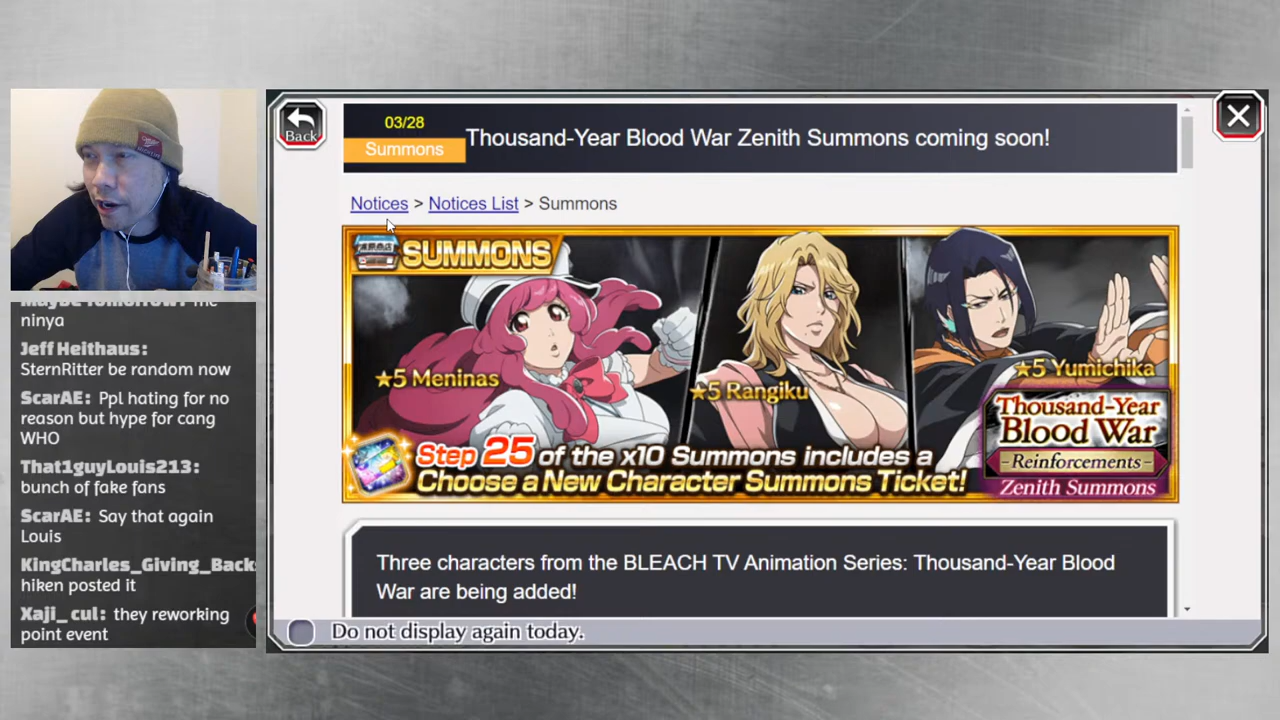 Back
03/28
Summons
Thousand-Year Blood War Zenith Summons coming soon!
Notices > Notices List > Summons
SUMMONS
★5 Meninas
★5 Rangiku
★5 Yumichika
Thousand-Year
Blood War
-Reinforcements-
Zenith Summons
Step 25 of the x10 Summons includes a
Choose a New Character Summons Ticket!
Three characters from the BLEACH TV Animation Series: Thousand-Year Blood
War are being added!
Do not display again today.
ninya
Jeff Heithaus:
SternRitter be random now
ScarAE: Ppl hating for no
reason but hype for cang
WHO
That1guyLouis213:
bunch of fake fans
ScarAE: Say that again
Louis
KingCharles_Giving_Back
hiken posted it
Xaji_cul: they reworking
point event